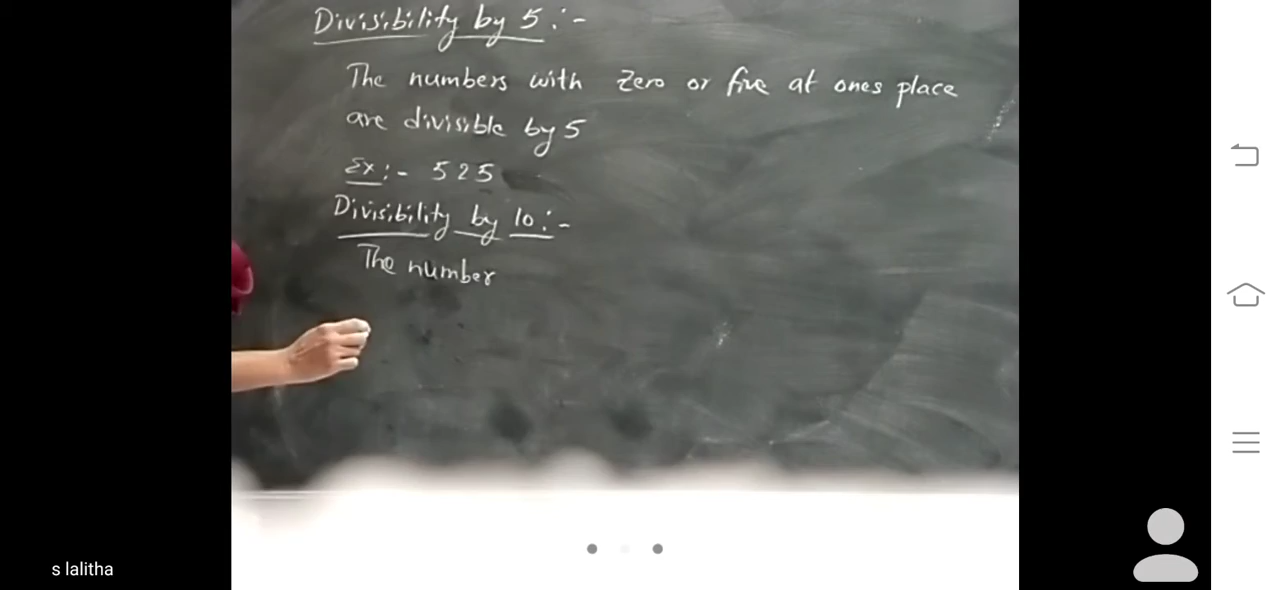 Divisibility by 5:-
The numbers with Zero or five at ones place
are divisible by 5
Ex:- 525
Divisibility by 10:-
The number
s lalitha